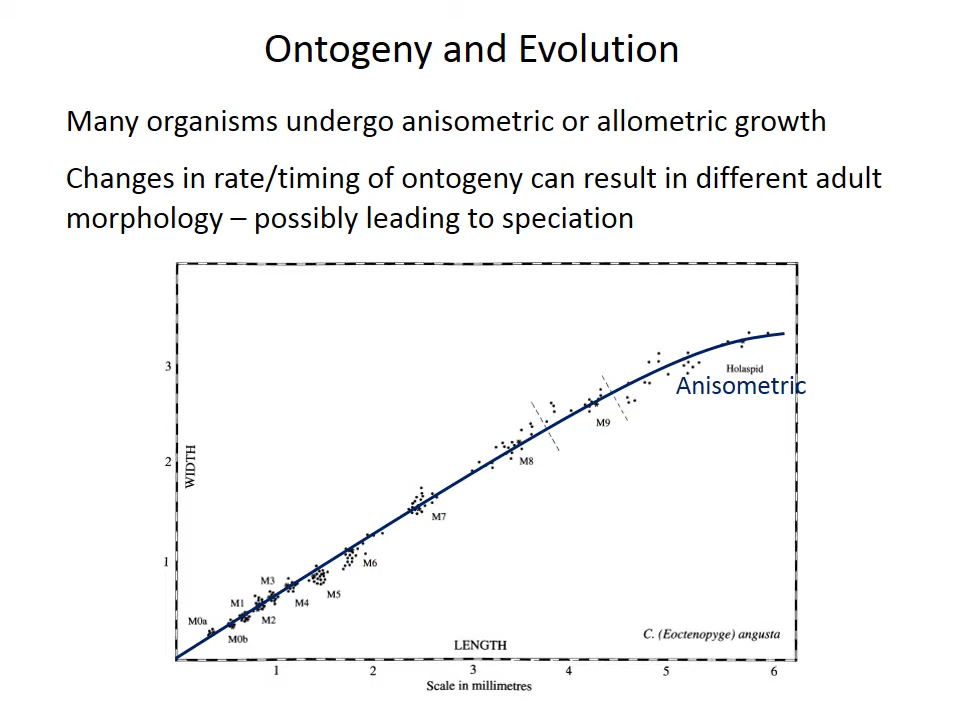 Ontogeny and Evolution
Many organisms undergo anisometric or allometric growth
Changes in rate/timing of ontogeny can result in different adult
morphology – possibly leading to speciation
3
Holaspid
Anisometric
M9
2
WIDTH
M8
M7
1
M6
M3
M5
M1
M4
M0a
M2
M0b
C. (Eoctenopyge) angusta
LENGTH
1 2 3 4 5 6
Scale in millimetres